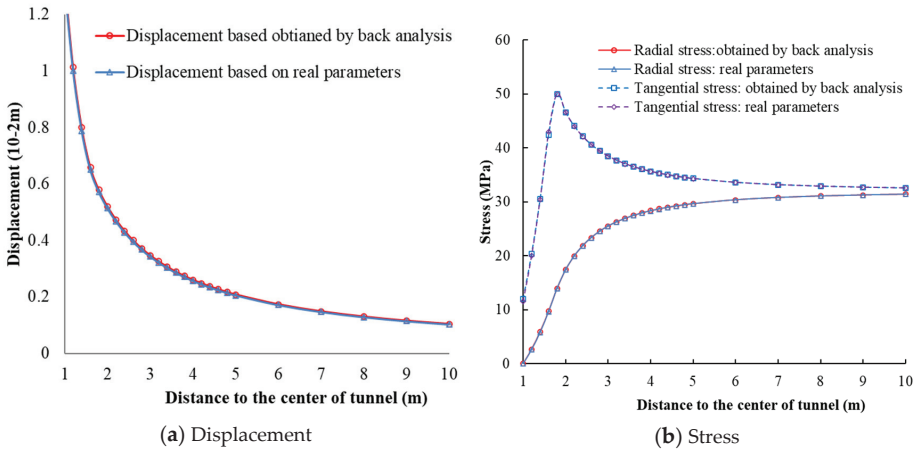 1.2
1
0.8
0.6
0.4
0.2
0
Displacement (10-2m)
Displacement based obtianed by back analysis
Displacement based on real parameters
1 2 3 4 5 6 7 8 9 10
Distance to the center of tunnel (m)
(a) Displacement
60
50
40
30
20
10
0
Stress (MPa)
Radial stress:obtained by back analysis
Radial stress: real parameters
Tangential stress: obtained by back analysis
Tangential stress: real parameters
1 2 3 4 5 6 7 8 9 10
Distance to the center of tunnel (m)
(b) Stress